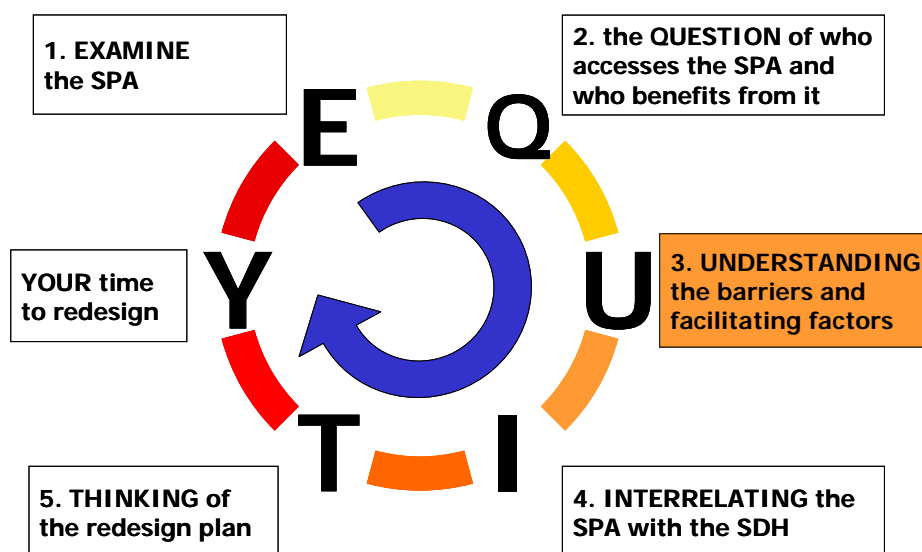 1. EXAMINE
the SPA
2. the QUESTION of who
accesses the SPA and
who benefits from it
E
Q
U
I
T
Y
3. UNDERSTANDING
the barriers and
facilitating factors
4. INTERRELATING the
SPA with the SDH
5. THINKING of
the redesign plan
YOUR time
to redesign